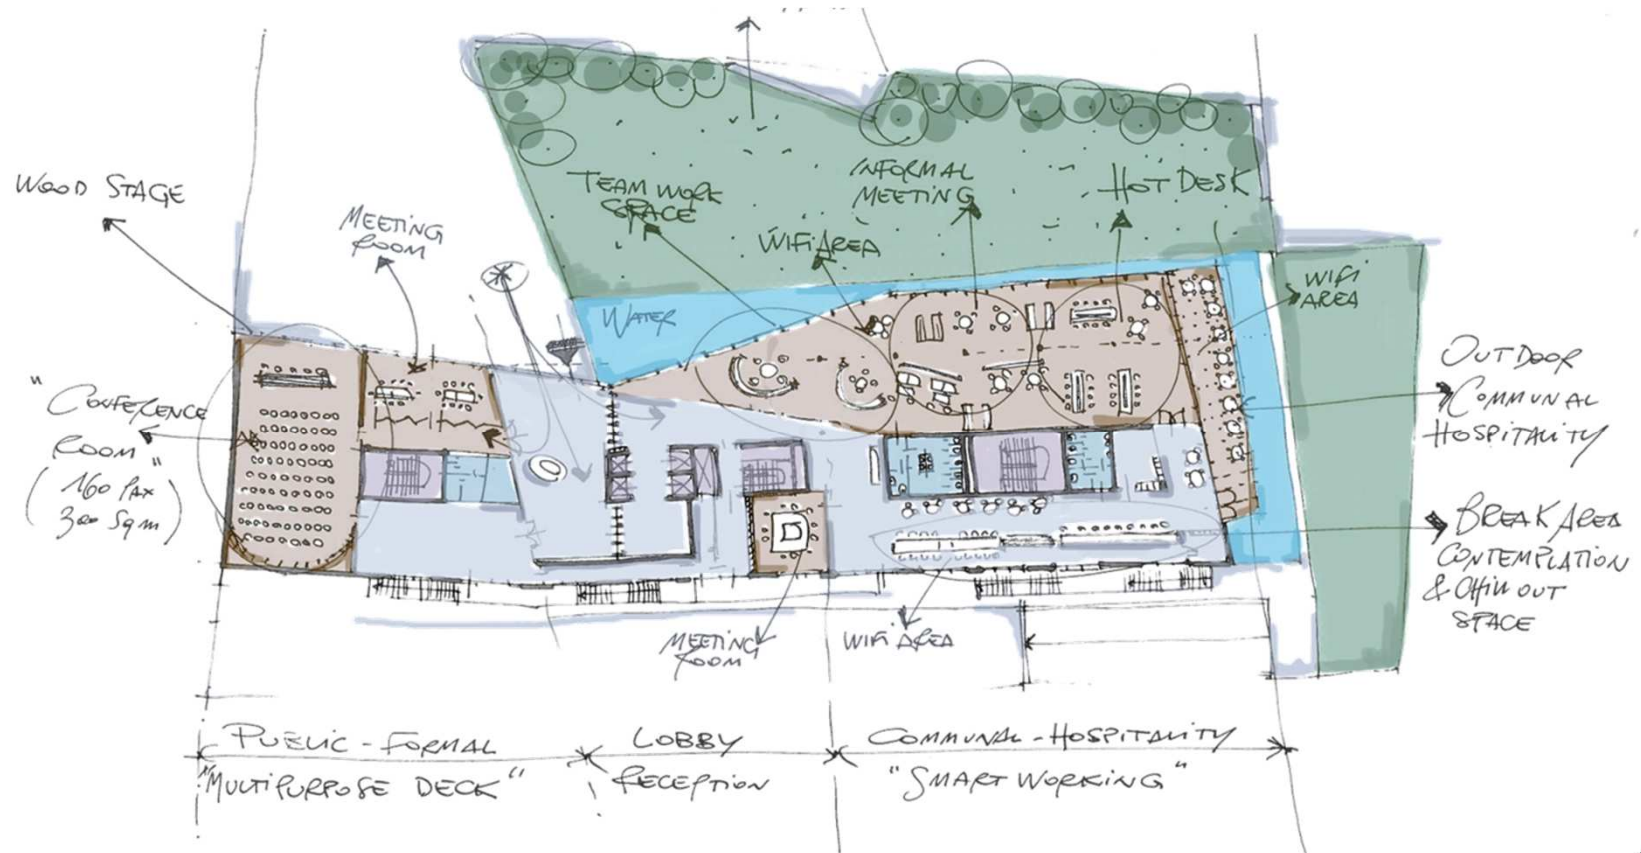 WOOD STAGE
MEETING
ROOM
TEAM WORK
SPACE
WIFI AREA
INFORMAL
MEETING
HOT DESK
WATER
WIFI
AREA
"CONFERENCE
ROOM"
(160 PAX
300 Sqm)
OUTDOOR
COMMUNAL
HOSPITALITY
BREAK AREA
CONTEMPLATION
& CHILL OUT
SPACE
MEETING
ROOM
WIFI AREA
PUBLIC - FORMAL
"MULTIPURPOSE DECK"
LOBBY
RECEPTION
COMMUNAL - HOSPITALITY
"SMART WORKING"